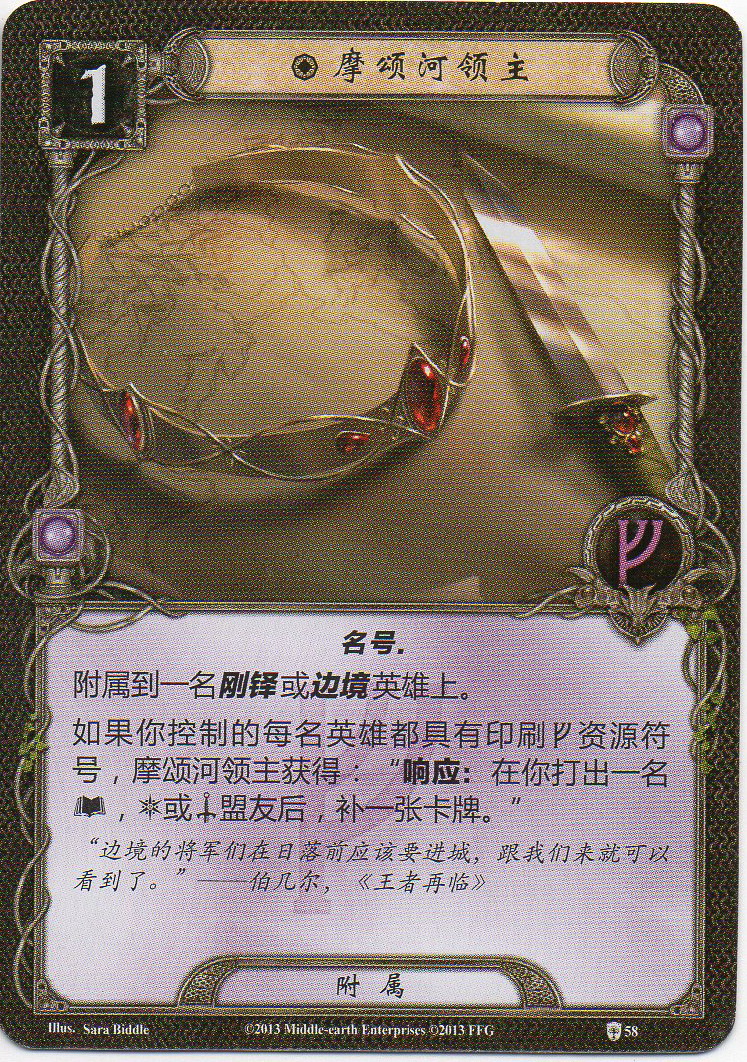 1
摩颂河领主
名号.
附属到一名刚铎或边境英雄上。
如果你控制的每名英雄都具有印刷资源符
号，摩颂河领主获得：“响应：在你打出一名
，或盟友后，补一张卡牌。”
“边境的将军们在日落前应该要进城，跟我们来就可以
看到了。”——伯几尔，《王者再临》
附属
Illus. Sara Biddle
©2013 Middle-earth Enterprises ©2013 FFG
58